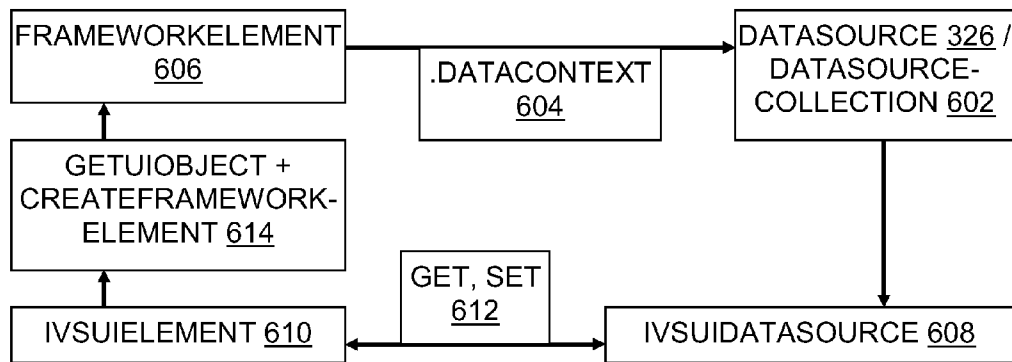 FRAMEWORKELEMENT
606
.DATACONTEXT
604
DATASOURCE 326 /
DATASOURCE-
COLLECTION 602
GETUIOBJECT +
CREATEFRAMEWORK-
ELEMENT 614
GET, SET
612
IVSUIELEMENT 610
IVSUIDATASOURCE 608